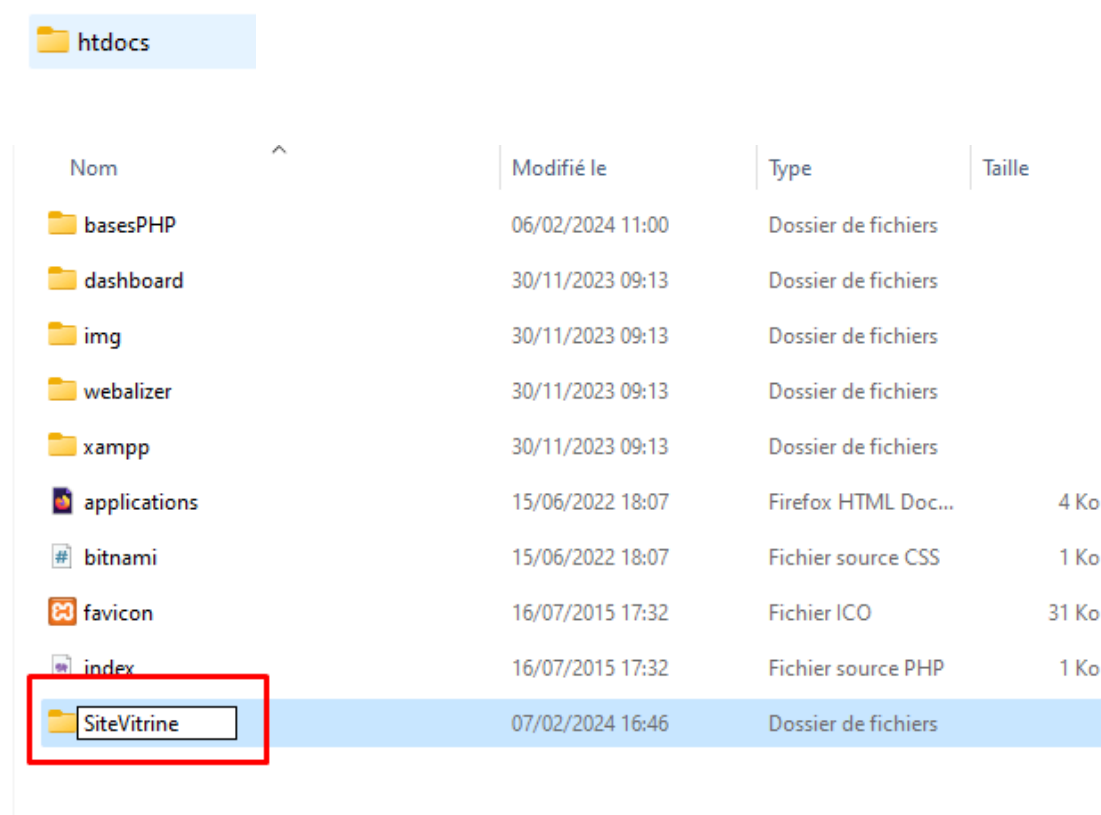 htdocs
Nom Modifié le Type Taille
basesPHP 06/02/2024 11:00 Dossier de fichiers
dashboard 30/11/2023 09:13 Dossier de fichiers
img 30/11/2023 09:13 Dossier de fichiers
webalizer 30/11/2023 09:13 Dossier de fichiers
xampp 30/11/2023 09:13 Dossier de fichiers
applications 15/06/2022 18:07 Firefox HTML Doc... 4 Ko
bitnami 15/06/2022 18:07 Fichier source CSS 1 Ko
favicon 16/07/2015 17:32 Fichier ICO 31 Ko
index 16/07/2015 17:32 Fichier source PHP 1 Ko
SiteVitrine 07/02/2024 16:46 Dossier de fichiers